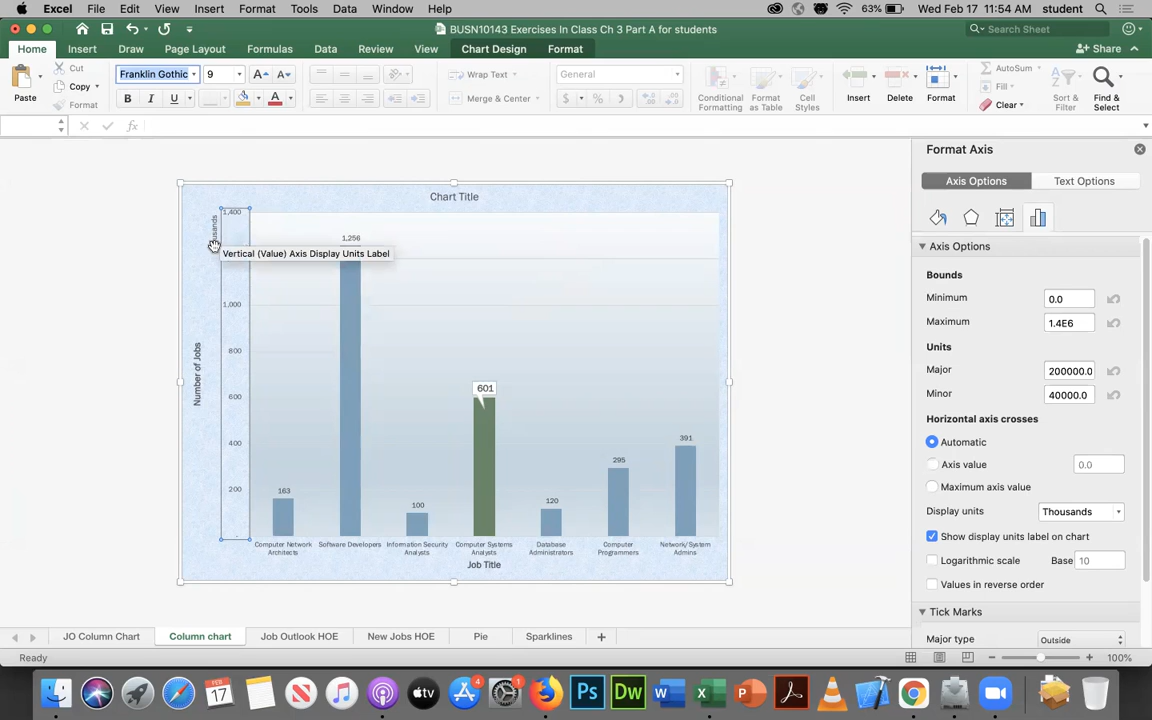 Excel File Edit View Insert Format Tools Data Window Help 63% Wed Feb 17 11:54 AM student
BUSN10143 Exercises In Class Ch 3 Part A for students
Search Sheet
Home Insert Draw Page Layout Formulas Data Review View Chart Design Format Share
Paste Cut Copy Format
Franklin Gothic 9
B I U A
Wrap Text
Merge & Center
General
$ % )
Conditional Formatting
Format as Table
Cell Styles
Insert Delete Format
AutoSum
Fill
Clear
Sort & Filter
Find & Select
fx
Chart Title
1,400
1,256
Vertical (Value) Axis Display Units Label
1,000
800
Number of Jobs
601
600
400
391
295
200
163
120
100
Computer Network Architects
Software Developers
Information Security Analysts
Computer Systems Analysts
Database Administrators
Computer Programmers
Network/System Admins
Job Title
Format Axis
Axis Options Text Options
Axis Options
Bounds
Minimum 0.0
Maximum 1.4E6
Units
Major 200000.0
Minor 40000.0
Horizontal axis crosses
Automatic
Axis value 0.0
Maximum axis value
Display units Thousands
Show display units label on chart
Logarithmic scale Base 10
Values in reverse order
Tick Marks
Major type Outside
JO Column Chart Column chart Job Outlook HOE New Jobs HOE Pie Sparklines +
Ready
100%
FEB 17 tv 4 1 Ps Dw W X P